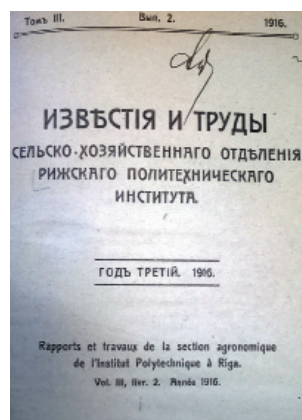 Томъ III. Вып. 2. 1916.
ИЗВѢСТІЯ И ТРУДЫ
СЕЛЬСКО-ХОЗЯЙСТВЕННАГО ОТДѢЛЕНІЯ
РИЖСКАГО ПОЛИТЕХНИЧЕСКАГО
ИНСТИТУТА.
ГОДЪ ТРЕТІЙ. 1916.
Rapports et travaux de la section agronomique
de l'Institut Polytechnique à Riga.
Vol. III, livr. 2. Année 1916.